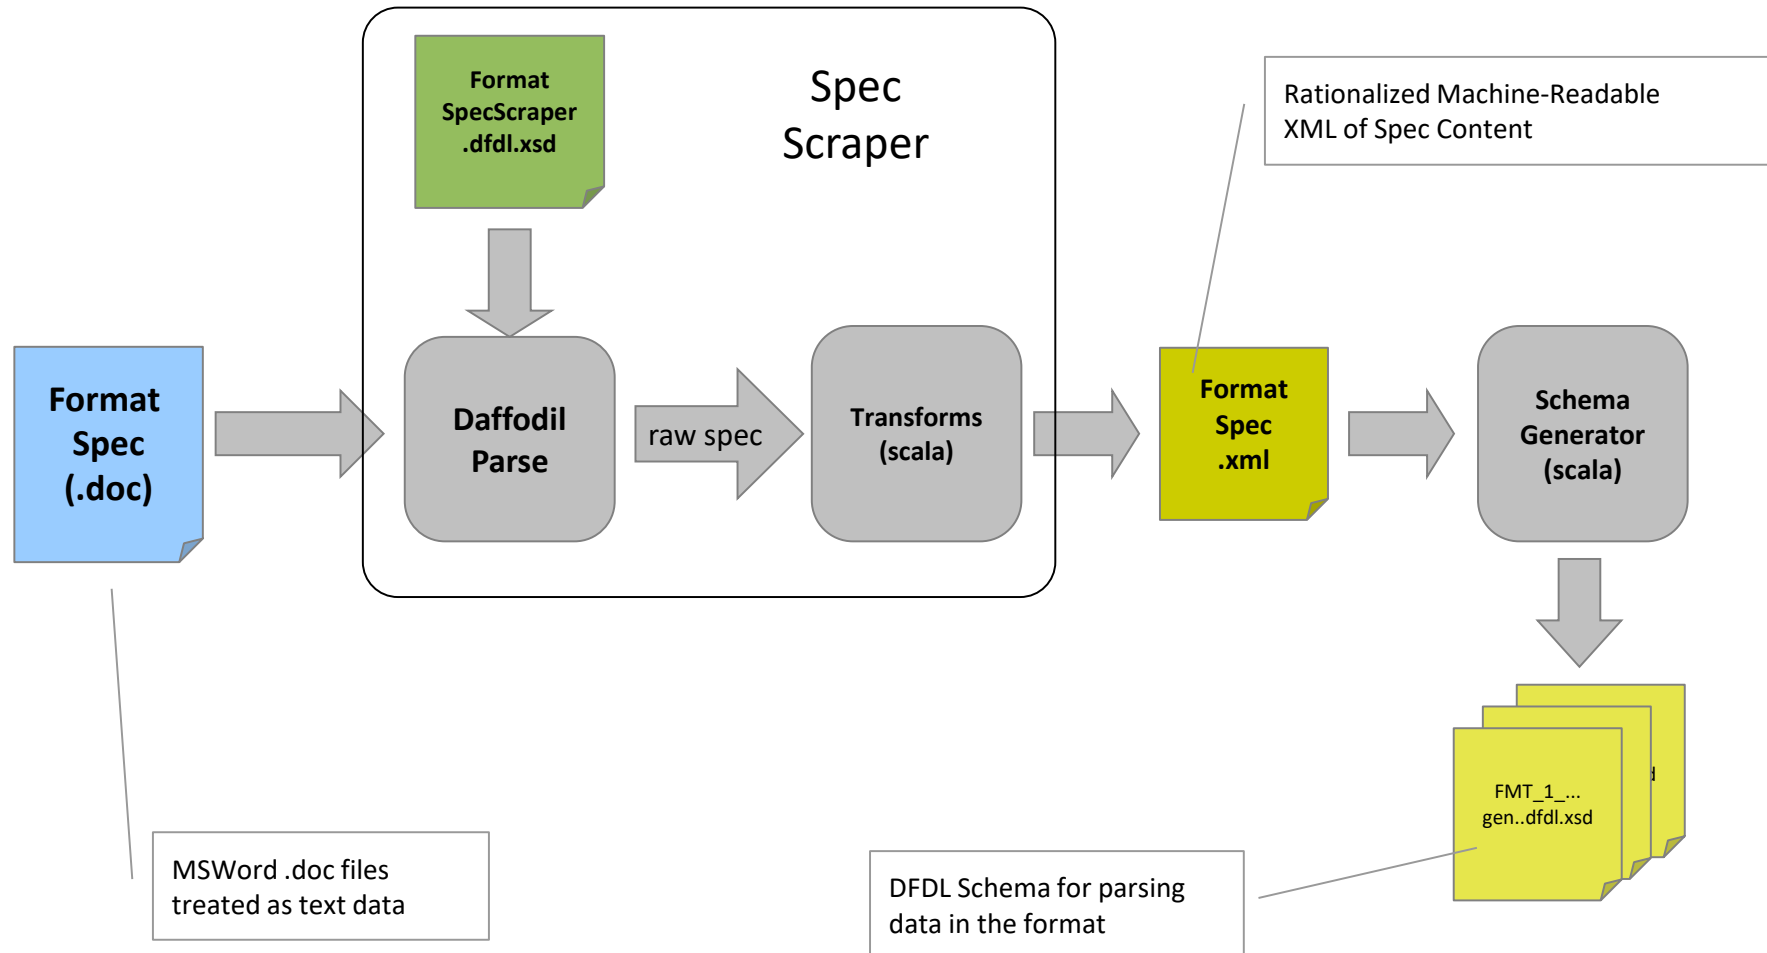 Format
SpecScraper
.dfdl.xsd
Spec
Scraper
Rationalized Machine-Readable
XML of Spec Content
Format
Spec
(.doc)
Daffodil
Parse
raw spec
Transforms
(scala)
Format
Spec
.xml
Schema
Generator
(scala)
FMT_1_...
gen..dfdl.xsd
MSWord .doc files
treated as text data
DFDL Schema for parsing
data in the format